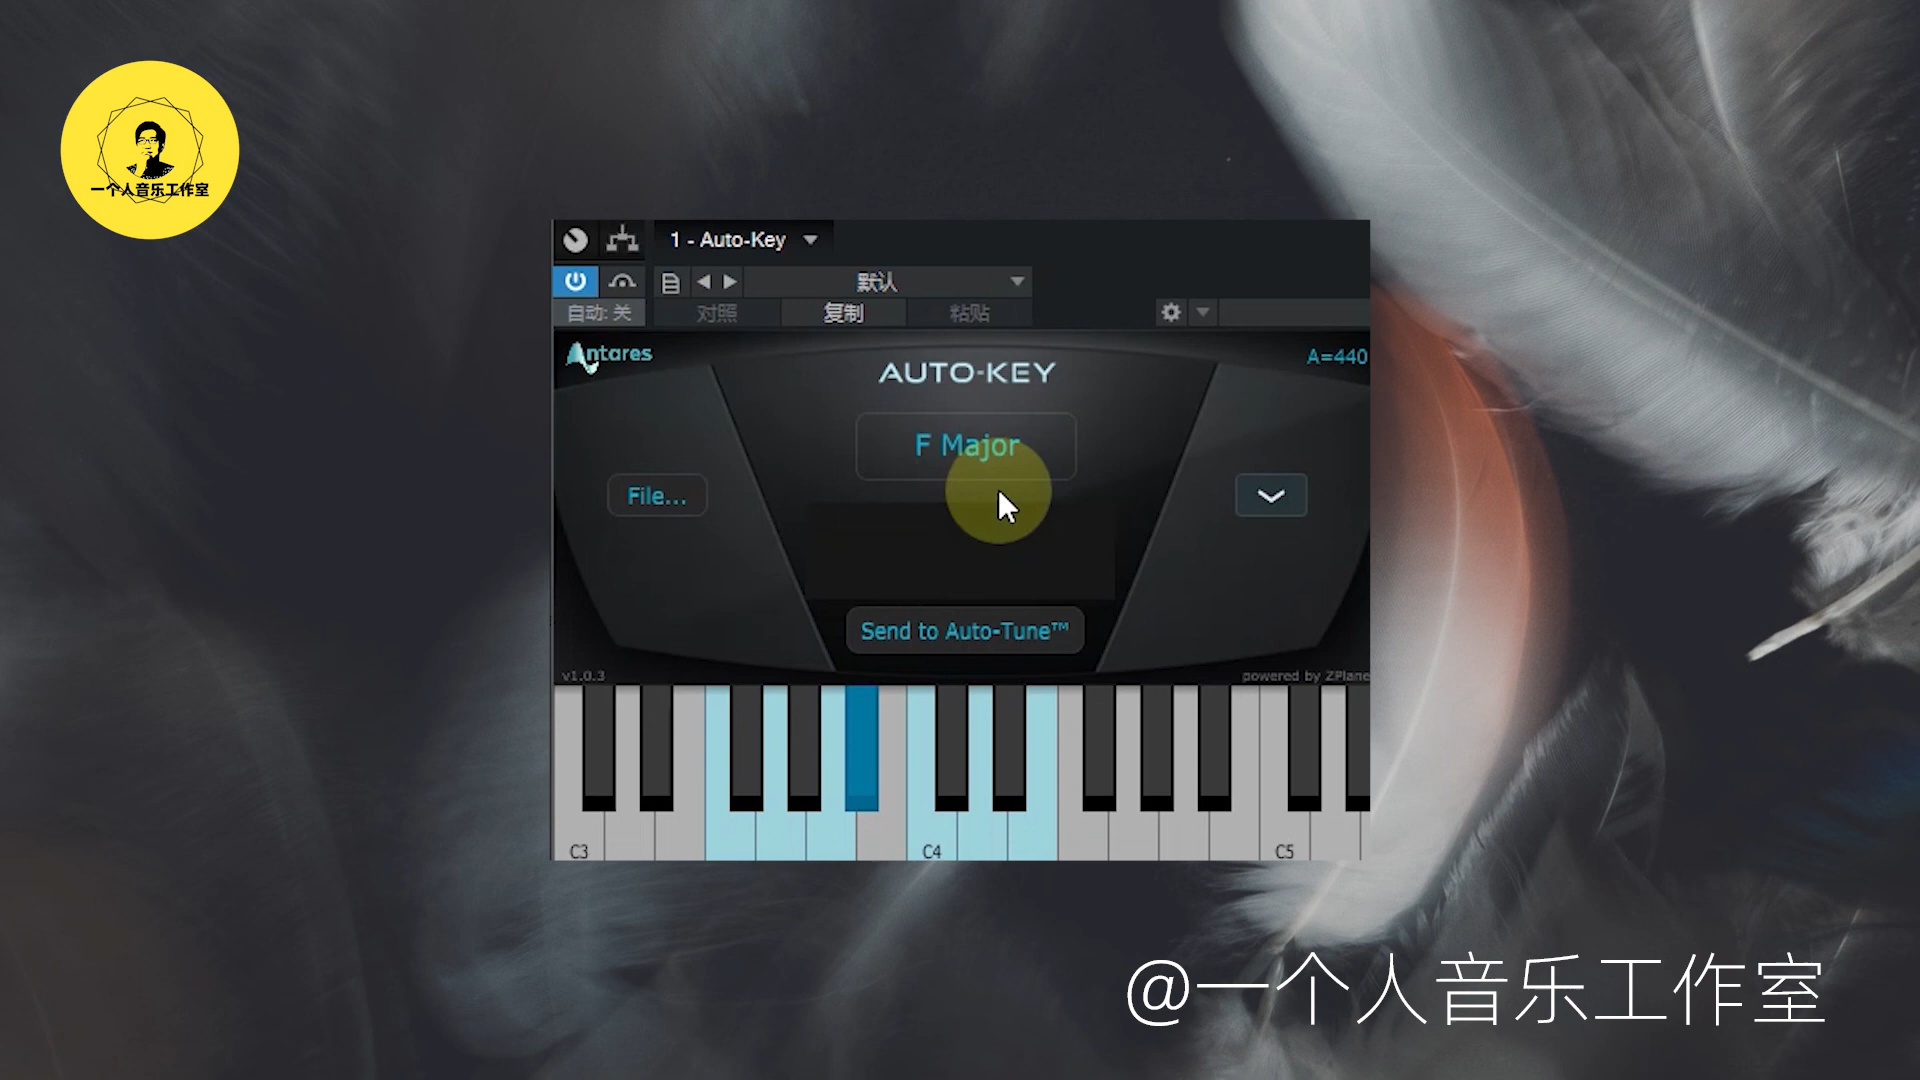 一个人音乐工作室
1 - Auto-Key
默认
自动: 关
对照
复制
粘贴
Antares
AUTO-KEY
A=440
F Major
File...
Send to Auto-Tune™
v1.0.3
powered by ZPlane
C3
C4
C5
@一个人音乐工作室